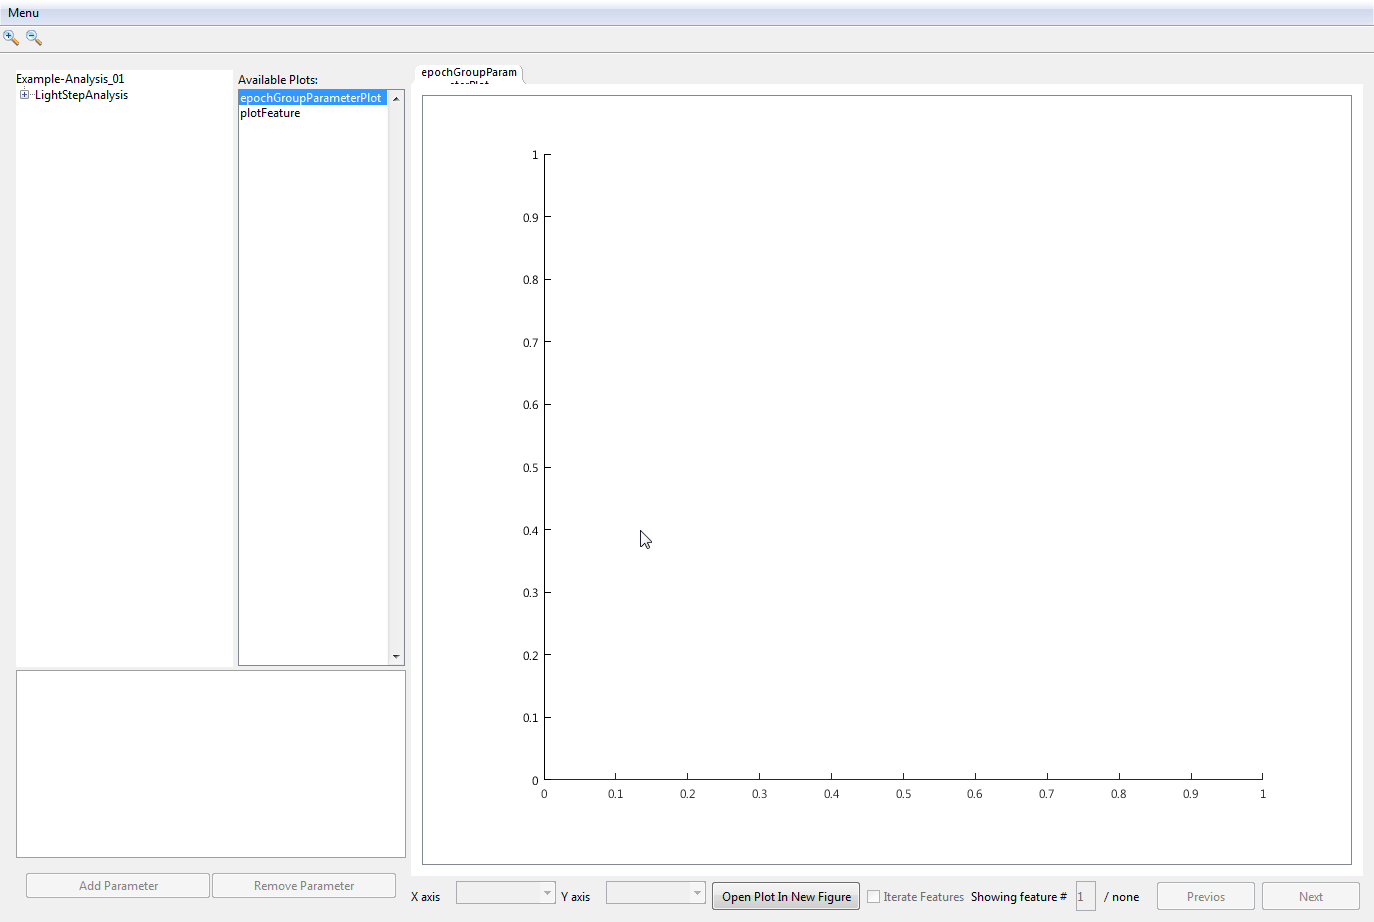 Menu
Example-Analysis_01
LightStepAnalysis
Available Plots:
epochGroupParameterPlot
plotFeature
epochGroupParam
eterPlot
1
0.9
0.8
0.7
0.6
0.5
0.4
0.3
0.2
0.1
0
0 0.1 0.2 0.3 0.4 0.5 0.6 0.7 0.8 0.9 1
Add Parameter Remove Parameter
X axis Y axis Open Plot In New Figure Iterate Features Showing feature # 1 / none Previos Next